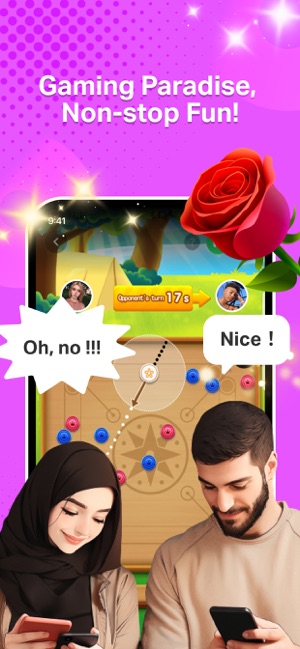 Gaming Paradise,
Non-stop Fun!
9:41
Opponent's turn 17s
Oh, no !!!
Nice !